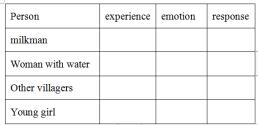 Person experience emotion response
milkman
Woman with water
Other villagers
Young girl